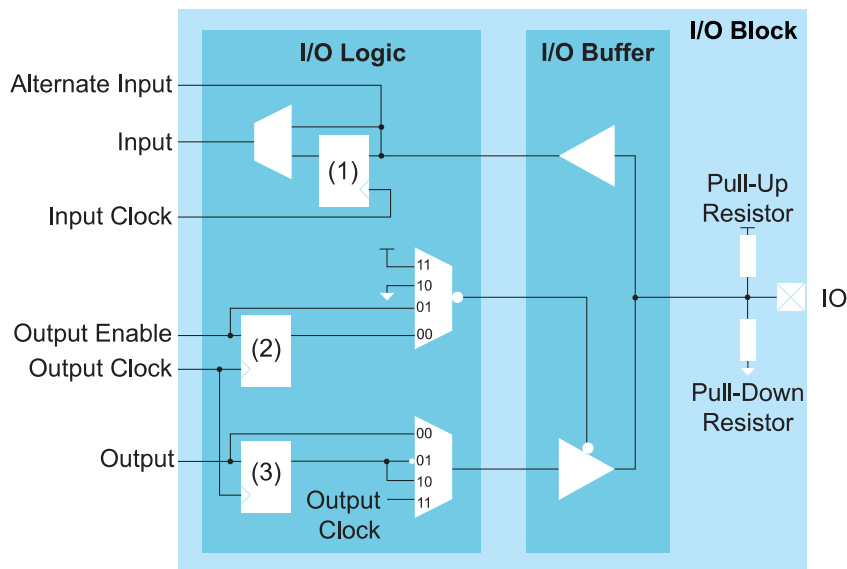 I/O Block
I/O Logic
I/O Buffer
Alternate Input
Input
(1)
Input Clock
Pull-Up
Resistor
11
10
01
00
IO
Output Enable
(2)
Output Clock
Pull-Down
Resistor
Output
(3)
00
01
10
11
Output
Clock